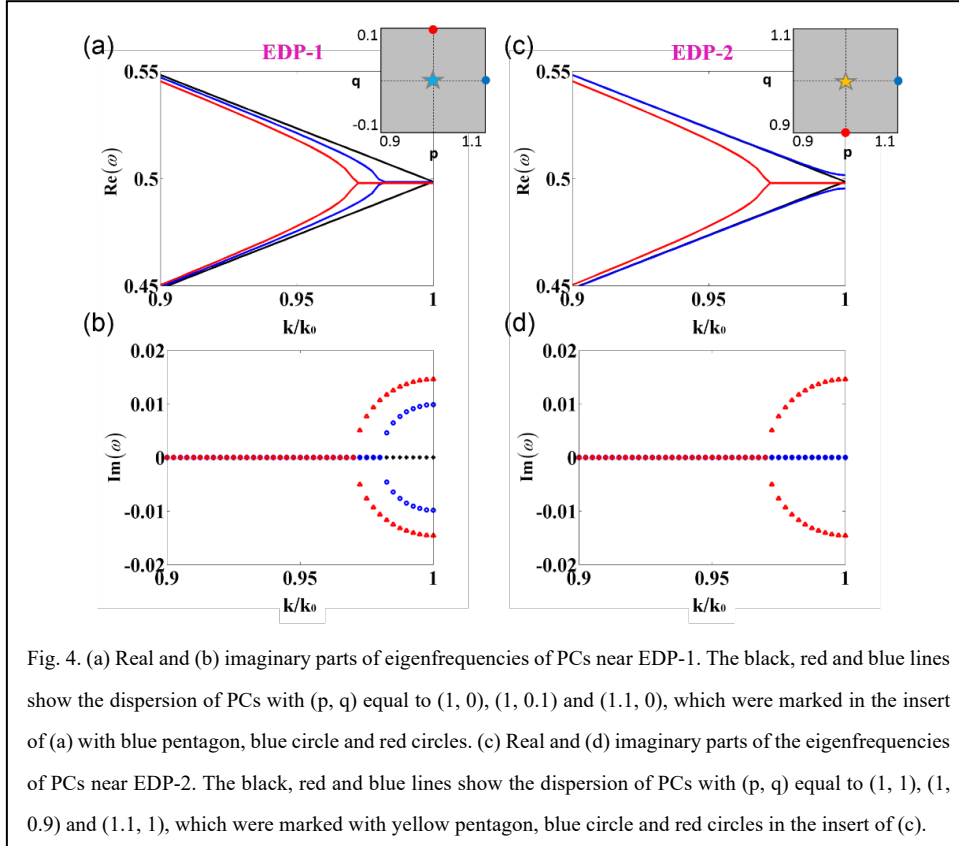 (a)
EDP-1
0.1
q
-0.1
0.9
1.1
p
0.55
0.5
0.45
Re(ω)
0.9
0.95
1
k/k₀
(c)
EDP-2
1.1
q
0.9
0.9
1.1
p
0.55
0.5
0.45
Re(ω)
0.9
0.95
1
k/k₀
(b)
0.02
0.01
0
-0.01
-0.02
Im(ω)
0.9
0.95
1
k/k₀
(d)
0.02
0.01
0
-0.01
-0.02
Im(ω)
0.9
0.95
1
k/k₀
Fig. 4. (a) Real and (b) imaginary parts of eigenfrequencies of PCs near EDP-1. The black, red and blue lines
show the dispersion of PCs with (p, q) equal to (1, 0), (1, 0.1) and (1.1, 0), which were marked in the insert
of (a) with blue pentagon, blue circle and red circles. (c) Real and (d) imaginary parts of the eigenfrequencies
of PCs near EDP-2. The black, red and blue lines show the dispersion of PCs with (p, q) equal to (1, 1), (1,
0.9) and (1.1, 1), which were marked with yellow pentagon, blue circle and red circles in the insert of (c).